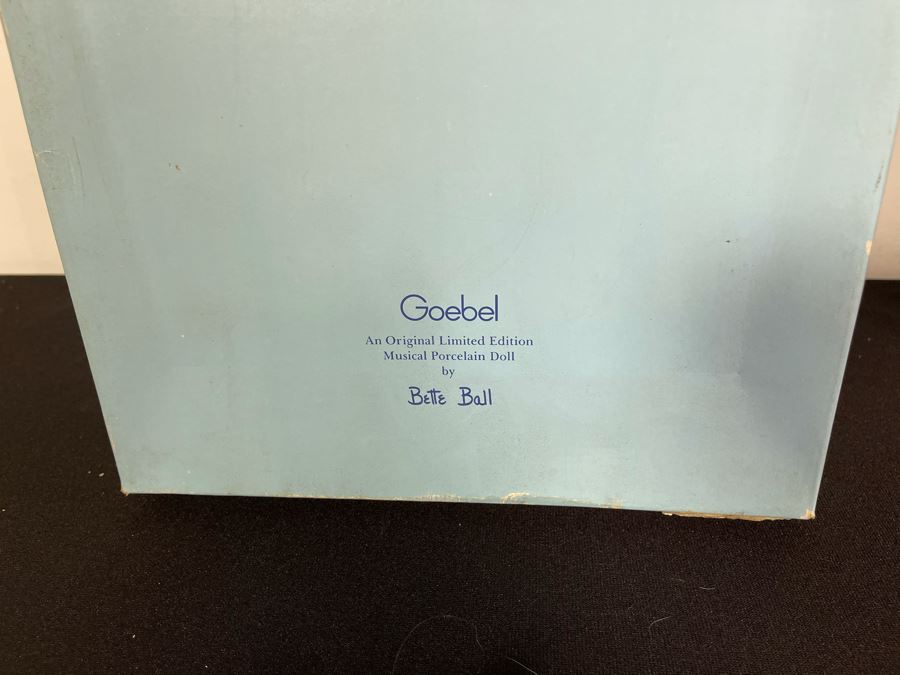 Goebel
An Original Limited Edition
Musical Porcelain Doll
by
Bette Ball